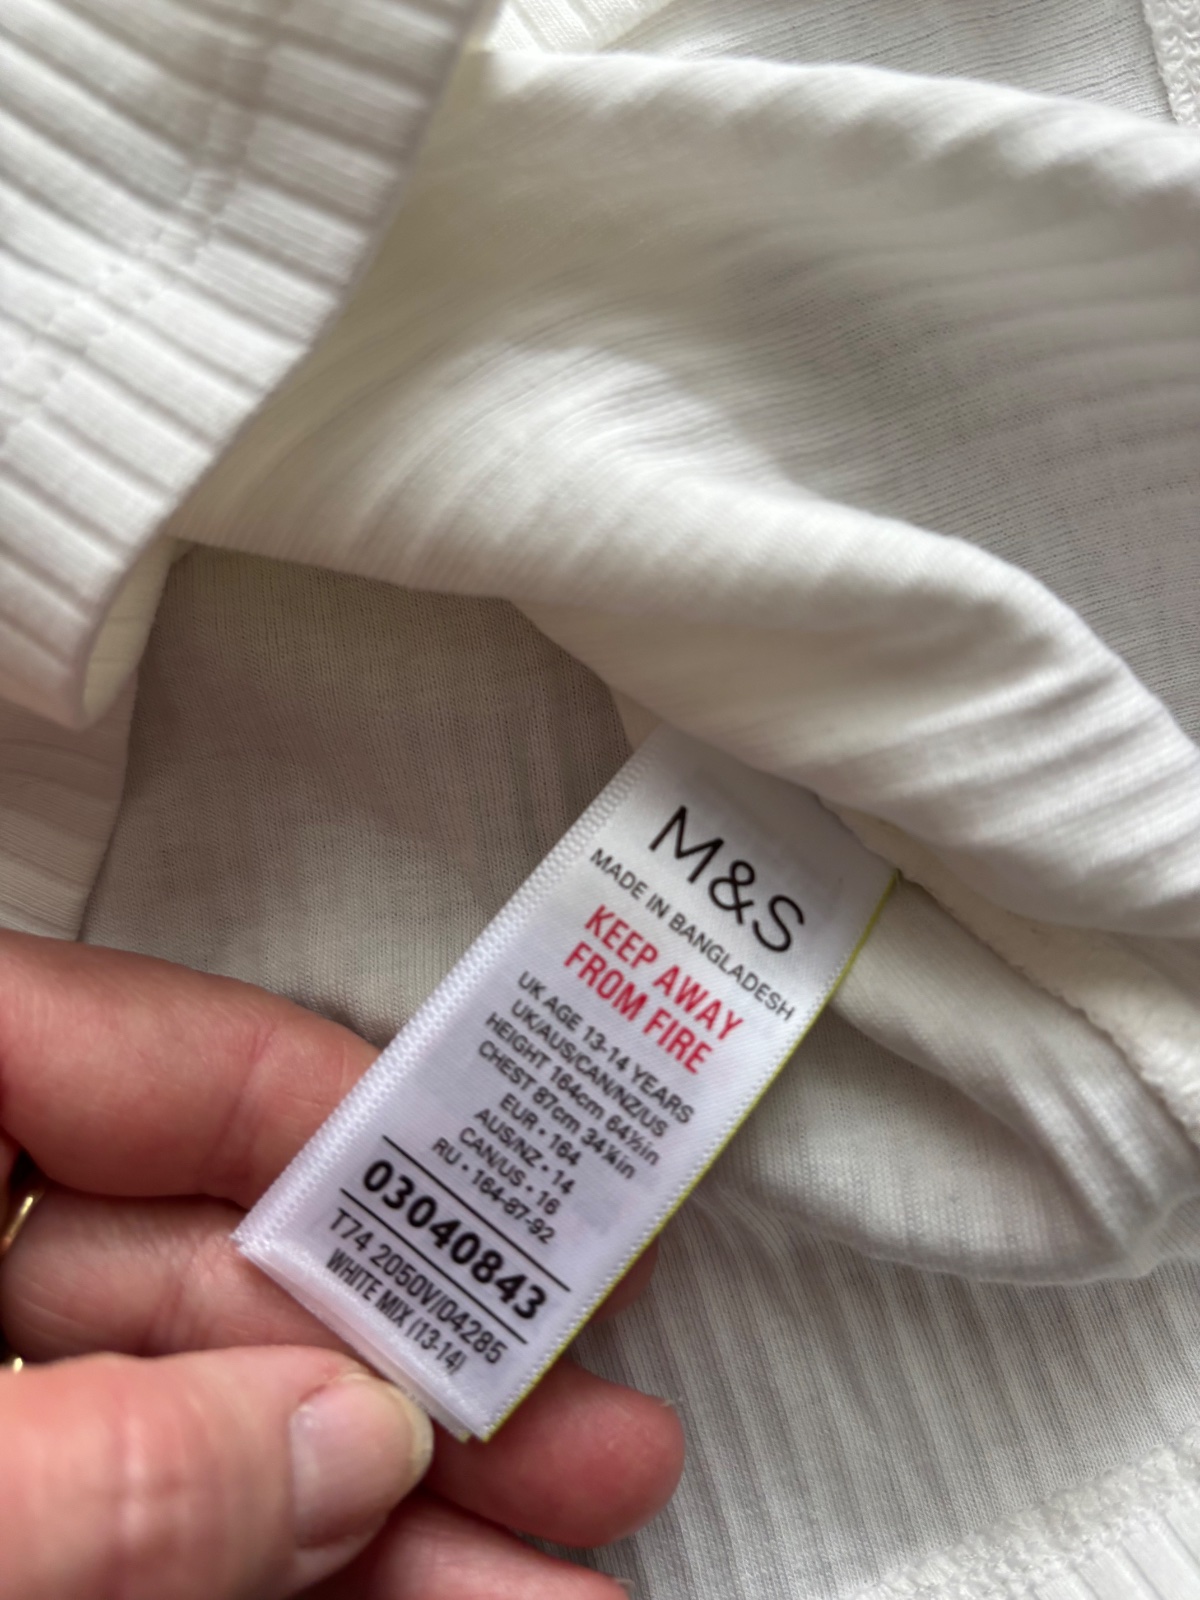 M&S
MADE IN BANGLADESH
KEEP AWAY
FROM FIRE
UK AGE 13-14 YEARS
UK/AUS/CAN/NZ/US
HEIGHT 164cm 64½in
CHEST 87cm 34¼in
EUR • 164
AUS/NZ • 14
CAN/US • 16
RU • 164-87-92
03040843
T74 2050V/04285
WHITE MIX (13-14)